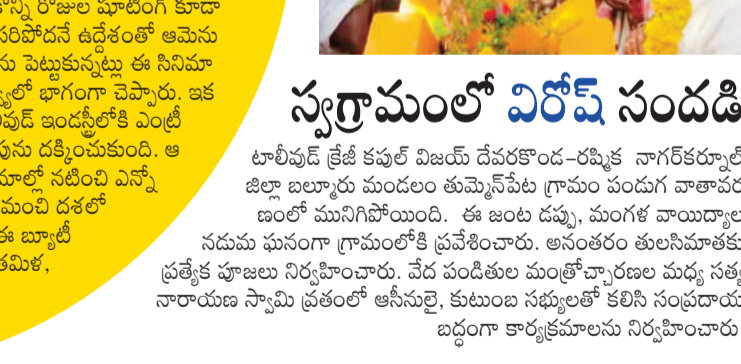 కొన్ని రోజుల షూటింగ్ కూడా
సరిపోదనే ఉద్దేశంతో ఆమెను
ను పెట్టుకున్నట్లు ఈ సినిమా
లో భాగంగా చెప్పారు. ఇక
వుడ్ ఇండస్ట్రీలోకి ఎంట్రీ
పును దక్కించుకుంది. ఆ
మాల్లో నటించి ఎన్నో
మంచి దశలో
ఈ బ్యూటీ
తమిళ,
స్వగ్రామంలో విరోష్ సందడి
టాలీవుడ్ క్రేజీ కపుల్ విజయ్ దేవరకొండ–రష్మిక నాగర్‌కర్నూల్
జిల్లా బల్మూరు మండలం తుమ్మెన్‌పేట గ్రామం పండుగ వాతావర
ణంలో మునిగిపోయింది. ఈ జంట డప్పు, మంగళ వాయిద్యాల
నడుమ ఘనంగా గ్రామంలోకి ప్రవేశించారు. అనంతరం తులసిమాతకు
ప్రత్యేక పూజలు నిర్వహించారు. వేద పండితుల మంత్రోచ్చారణల మధ్య సత్య
నారాయణ స్వామి వ్రతంలో ఆసీనులై, కుటుంబ సభ్యులతో కలిసి సంప్రదాయ
బద్ధంగా కార్యక్రమాలను నిర్వహించారు